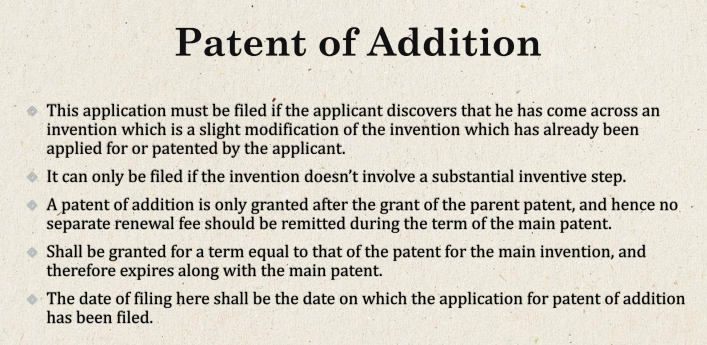 Patent of Addition
This application must be filed if the applicant discovers that he has come across an
invention which is a slight modification of the invention which has already been
applied for or patented by the applicant.
It can only be filed if the invention doesn't involve a substantial inventive step.
A patent of addition is only granted after the grant of the parent patent, and hence no
separate renewal fee should be remitted during the term of the main patent.
Shall be granted for a term equal to that of the patent for the main invention, and
therefore expires along with the main patent.
The date of filing here shall be the date on which the application for patent of addition
has been filed.